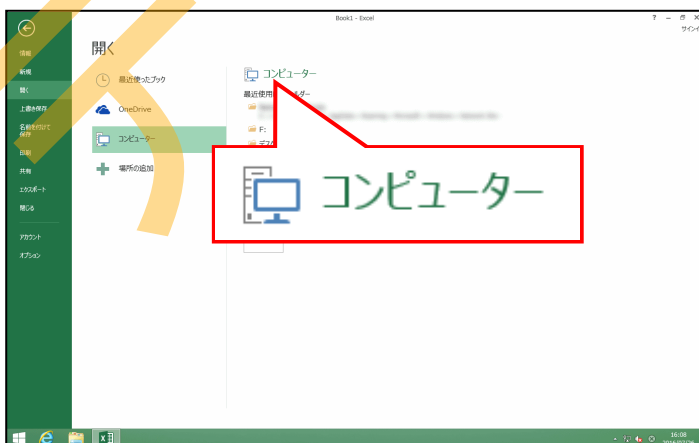 Book1 - Excel
サインイ
情報
新規
開く
上書き保存
名前を付けて
保存
印刷
共有
エクスポート
閉じる
アカウント
オプション
開く
最近使ったブック
OneDrive
コンピューター
場所の追加
コンピューター
最近使用
ルダー
F:
デスク
コンピューター
16:08